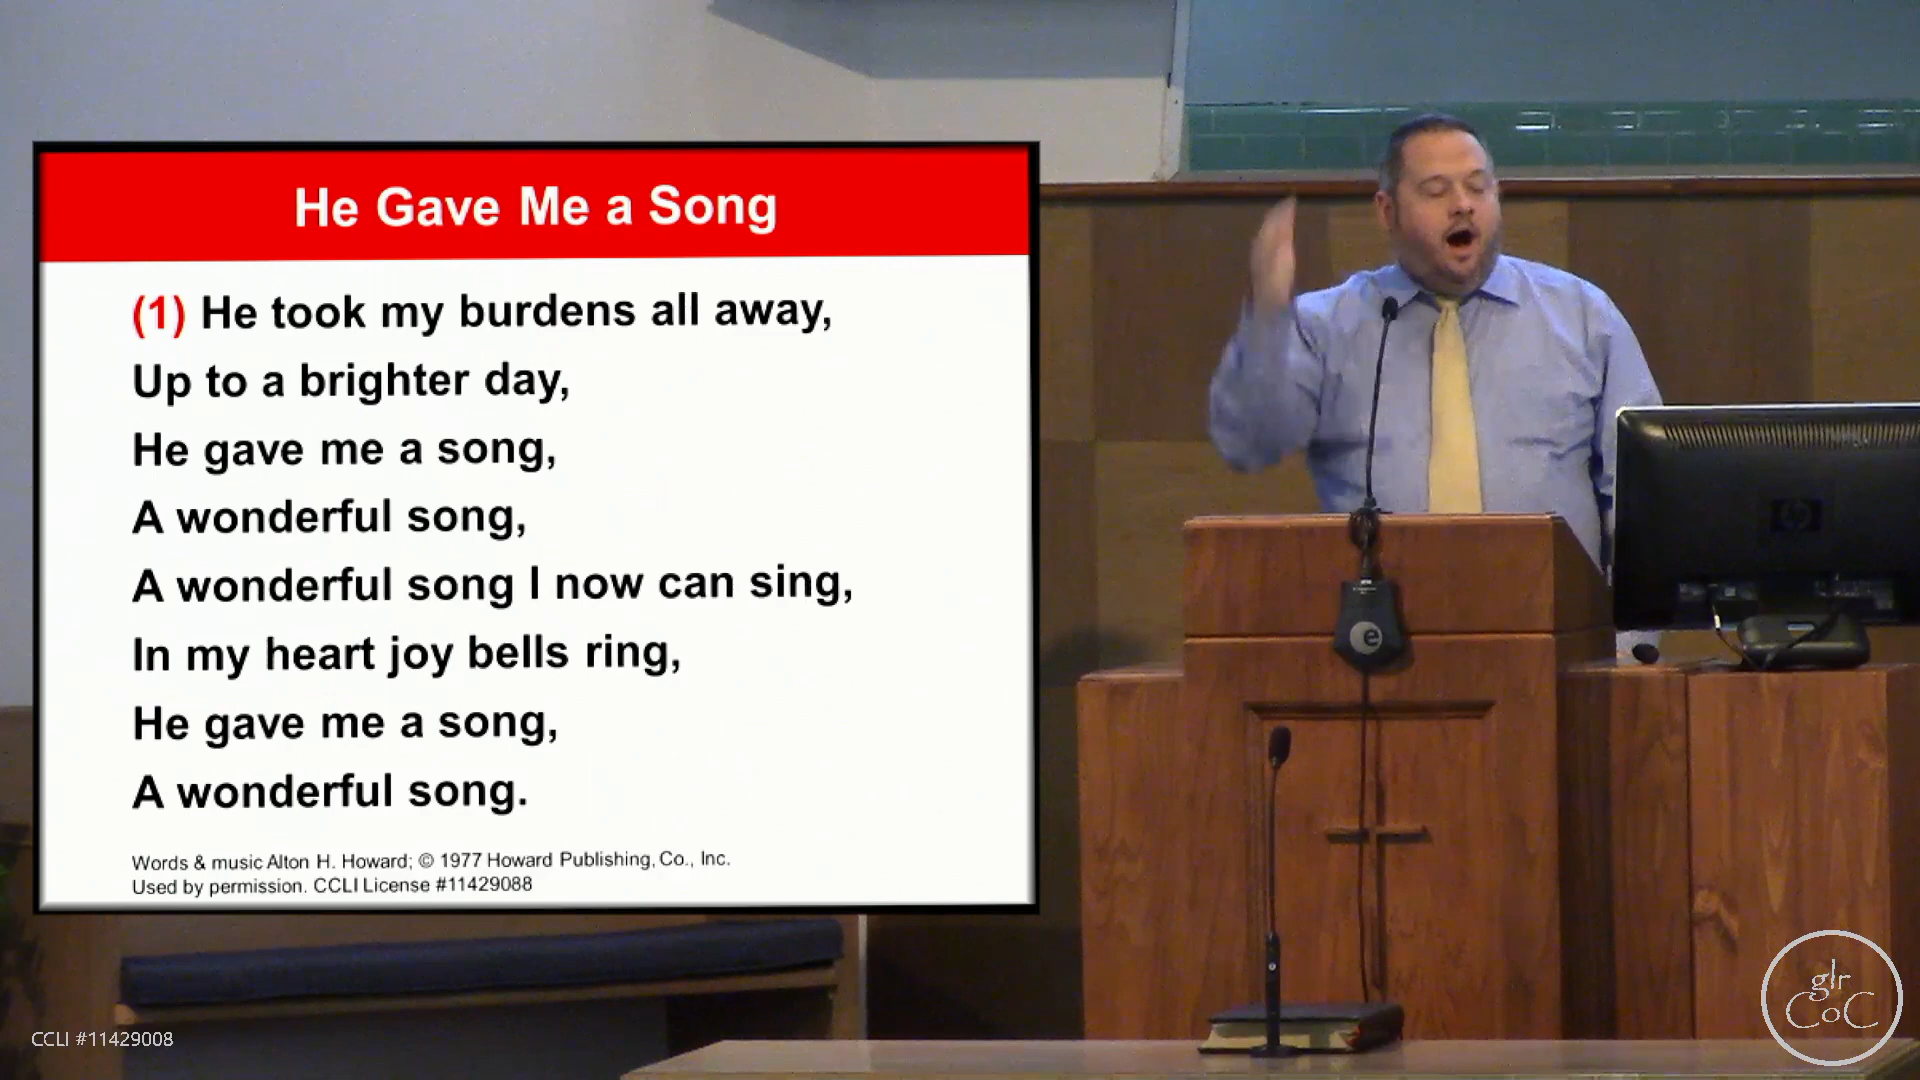 He Gave Me a Song
(1) He took my burdens all away,
Up to a brighter day,
He gave me a song,
A wonderful song,
A wonderful song I now can sing,
In my heart joy bells ring,
He gave me a song,
A wonderful song.
Words & music Alton H. Howard; © 1977 Howard Publishing, Co., Inc.
Used by permission. CCLI License #11429088
hp
e
CCLI #11429008
glr
CoC